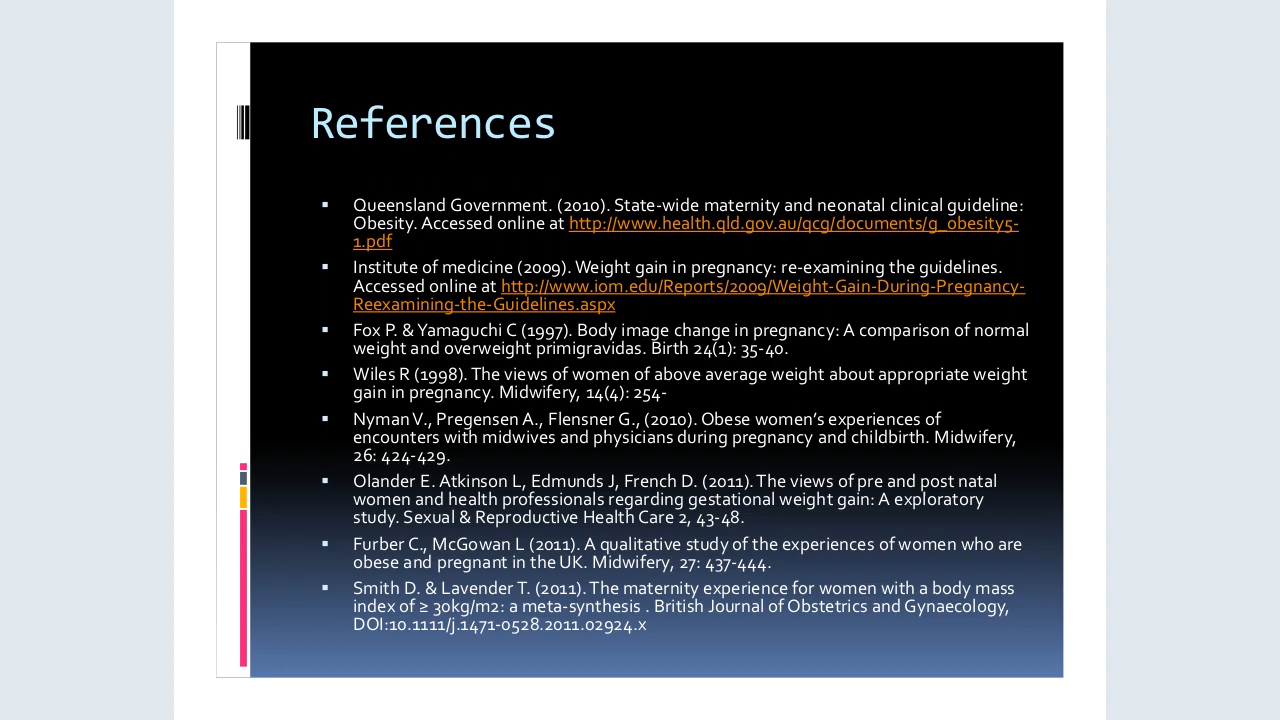 References
Queensland Government. (2010). State-wide maternity and neonatal clinical guideline:
Obesity. Accessed online at http://www.health.qld.gov.au/qcg/documents/g_obesity5-
1.pdf
Institute of medicine (2009). Weight gain in pregnancy: re-examining the guidelines.
Accessed online at http://www.iom.edu/Reports/2009/Weight-Gain-During-Pregnancy-
Reexamining-the-Guidelines.aspx
Fox P. & Yamaguchi C (1997). Body image change in pregnancy: A comparison of normal
weight and overweight primigravidas. Birth 24(1): 35-40.
Wiles R (1998). The views of women of above average weight about appropriate weight
gain in pregnancy. Midwifery, 14(4): 254-
Nyman V., Pregensen A., Flensner G., (2010). Obese women's experiences of
encounters with midwives and physicians during pregnancy and childbirth. Midwifery,
26: 424-429.
Olander E. Atkinson L, Edmunds J, French D. (2011). The views of pre and post natal
women and health professionals regarding gestational weight gain: A exploratory
study. Sexual & Reproductive Health Care 2, 43-48.
Furber C., McGowan L (2011). A qualitative study of the experiences of women who are
obese and pregnant in the UK. Midwifery, 27: 437-444.
Smith D. & Lavender T. (2011). The maternity experience for women with a body mass
index of ≥ 30kg/m2: a meta-synthesis . British Journal of Obstetrics and Gynaecology,
DOI:10.1111/j.1471-0528.2011.02924.x